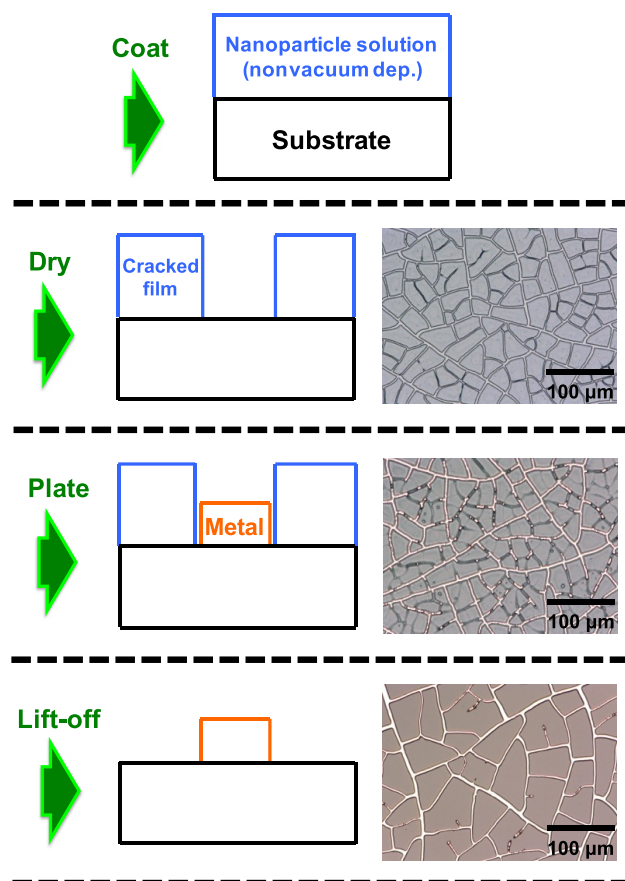 Coat
Nanoparticle solution
(nonvacuum dep.)
Substrate
Dry
Cracked
film
100 µm
Plate
Metal
100 µm
Lift-off
100 µm